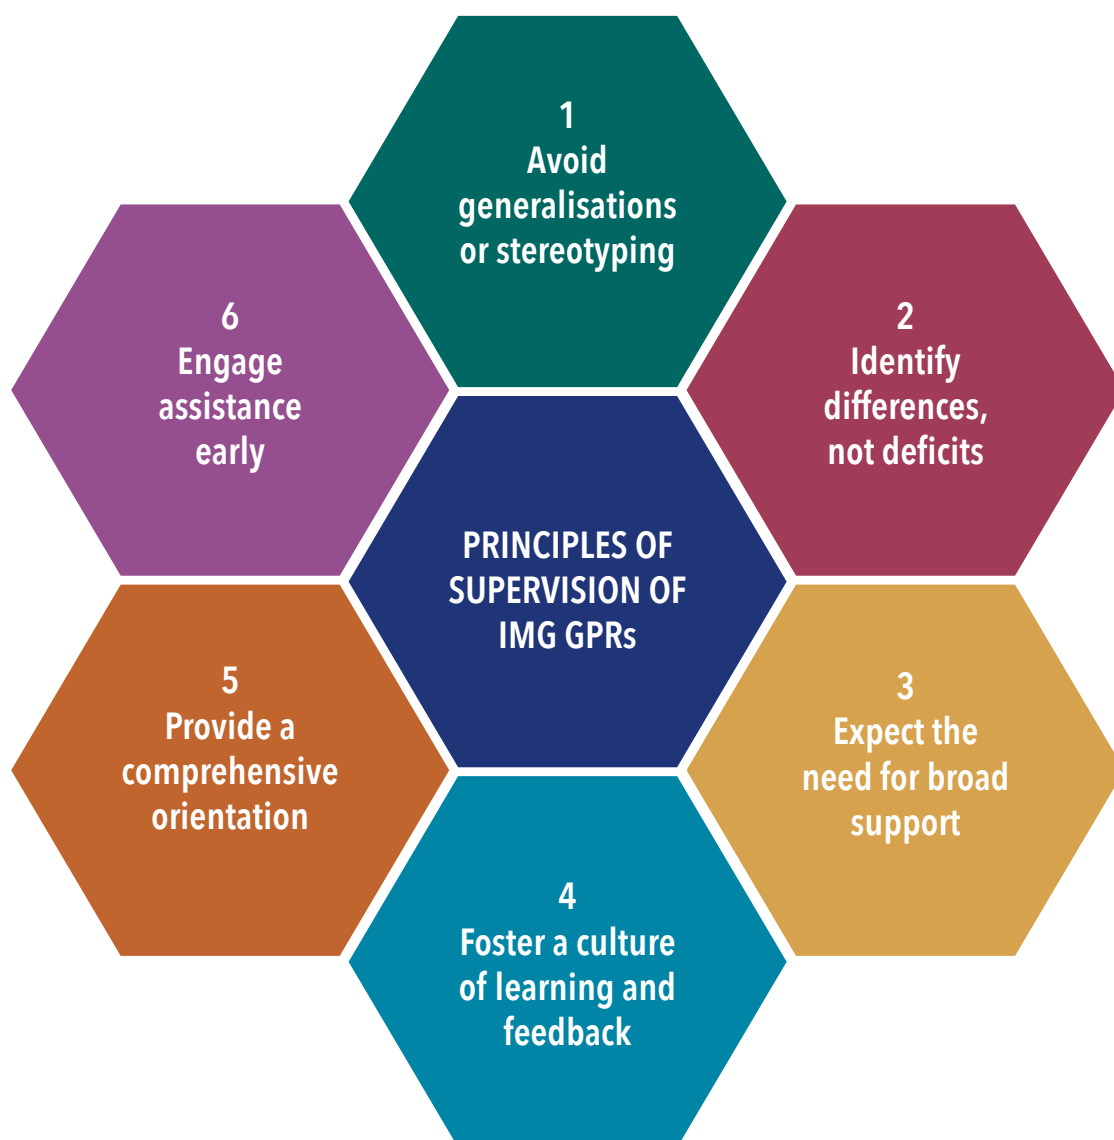 1
Avoid
generalisations
or stereotyping
2
Identify
differences,
not deficits
3
Expect the
need for broad
support
4
Foster a culture
of learning and
feedback
5
Provide a
comprehensive
orientation
6
Engage
assistance
early
PRINCIPLES OF
SUPERVISION OF
IMG GPRs